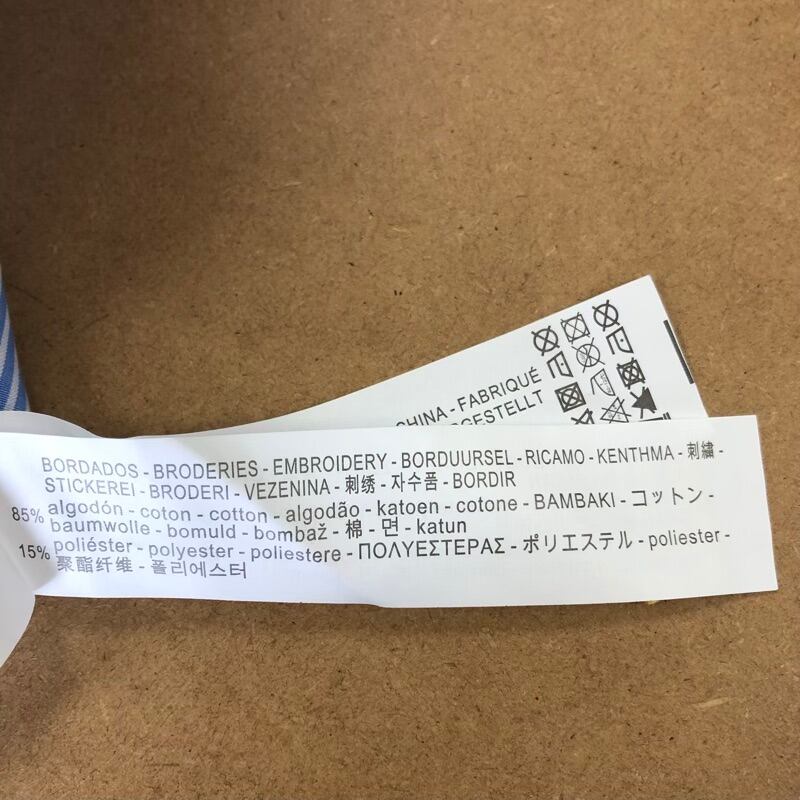 CHINA - FABRIQUÉ
GESTELLT
BORDADOS - BRODERIES - EMBROIDERY - BORDUURSEL - RICAMO - KENTHMA - 刺繍 -
STICKEREI - BRODERI - VEZENINA - 刺绣 - 자수품 - BORDIR
85% algodón - coton - cotton - algodão - katoen - cotone - BAMBAKI - コットン -
baumwolle - bomuld - bombaž - 棉 - 면 - katun
15% poliéster - polyester - poliestere - ΠΟΛΥΕΣΤΕΡΑΣ - ポリエステル - poliester -
聚酯纤维 - 폴리에스터